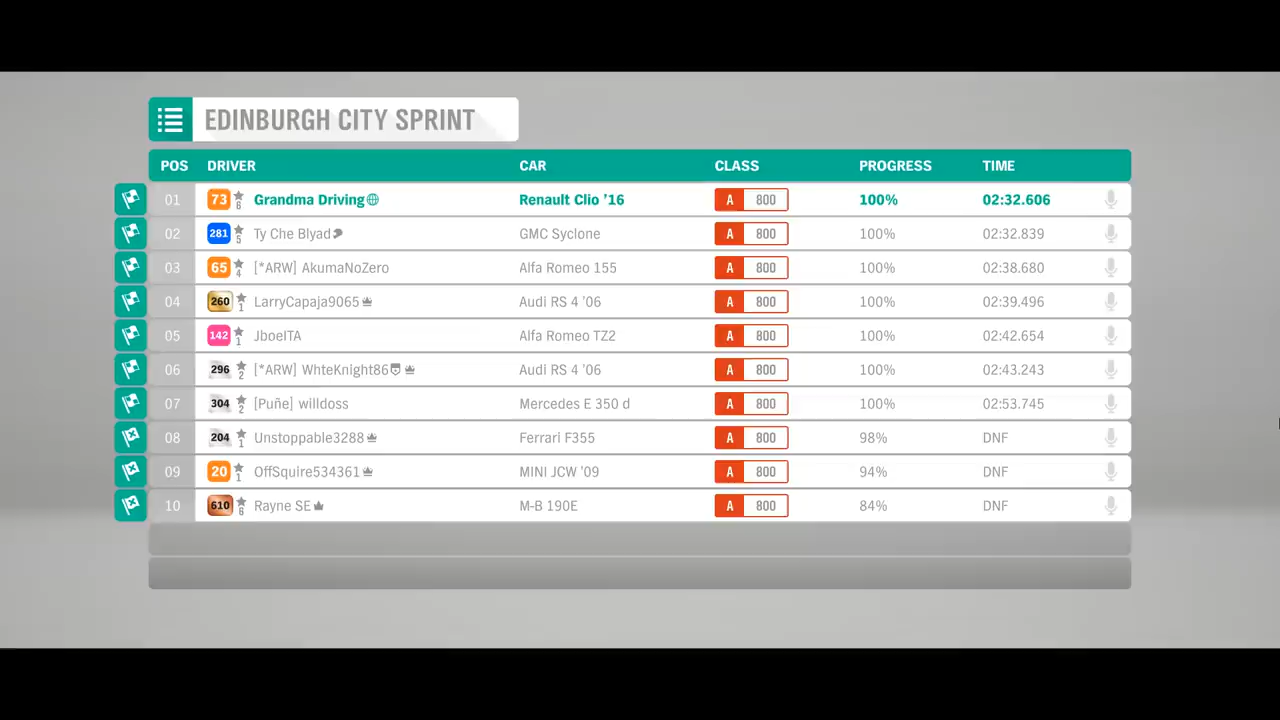 EDINBURGH CITY SPRINT
POS DRIVER CAR CLASS PROGRESS TIME
01 73 6 Grandma Driving Renault Clio '16 A 800 100% 02:32.606
02 281 5 Ty Che Blyad GMC Syclone A 800 100% 02:32.839
03 65 4 [*ARW] AkumaNoZero Alfa Romeo 155 A 800 100% 02:38.680
04 260 1 LarryCapaja9065 Audi RS 4 '06 A 800 100% 02:39.496
05 142 1 JboeITA Alfa Romeo TZ2 A 800 100% 02:42.654
06 296 2 [*ARW] WhteKnight86 Audi RS 4 '06 A 800 100% 02:43.243
07 304 2 [Puñe] willdoss Mercedes E 350 d A 800 100% 02:53.745
08 204 1 Unstoppable3288 Ferrari F355 A 800 98% DNF
09 20 1 OffSquire534361 MINI JCW '09 A 800 94% DNF
10 610 6 Rayne SE M-B 190E A 800 84% DNF